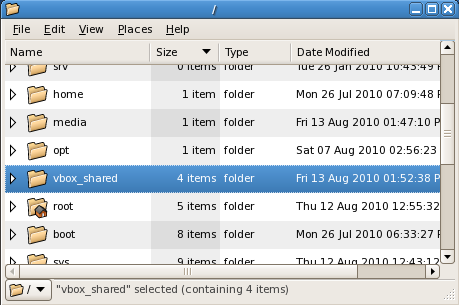 /
File Edit View Places Help
Name Size Type Date Modified
srv 0 items folder Tue 26 Jan 2010 10:43:49
home 1 item folder Mon 26 Jul 2010 07:09:48 P
media 1 item folder Fri 13 Aug 2010 01:47:10 P
opt 1 item folder Sat 07 Aug 2010 02:56:23
vbox_shared 4 items folder Fri 13 Aug 2010 01:52:38 P
root 5 items folder Thu 12 Aug 2010 12:55:32
boot 8 items folder Mon 26 Jul 2010 06:33:27 P
sys 9 items folder Thu 12 Aug 2010 12:43:12
/ "vbox_shared" selected (containing 4 items)